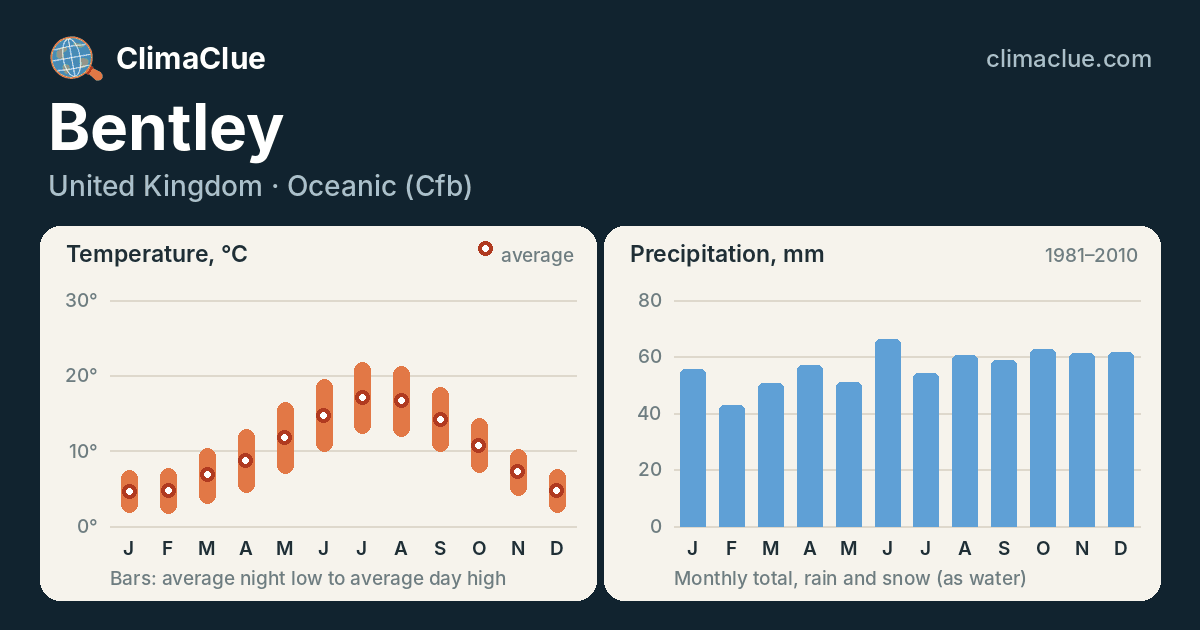 ClimaClue
climaclue.com
Bentley
United Kingdom · Oceanic (Cfb)
Temperature, °C
average
30°
20°
10°
0°
J F M A M J J A S O N D
Bars: average night low to average day high
Precipitation, mm
1981–2010
80
60
40
20
0
J F M A M J J A S O N D
Monthly total, rain and snow (as water)